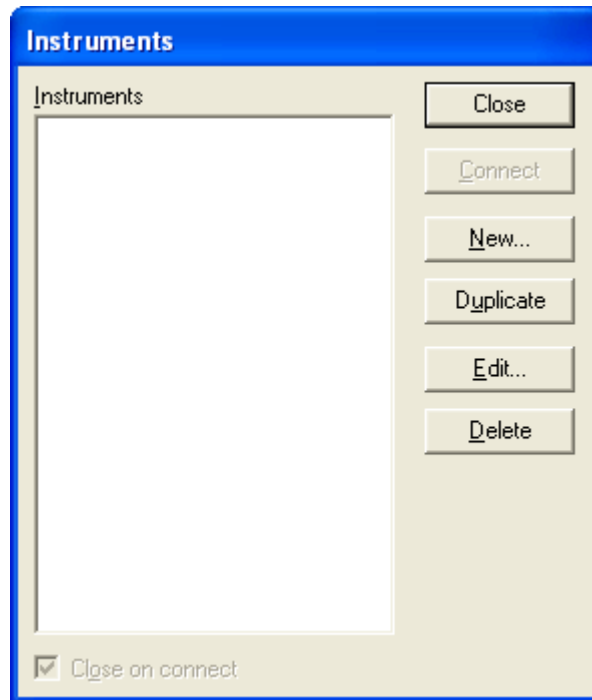 Instruments
Instruments
Close
Connect
New...
Duplicate
Edit...
Delete
Close on connect